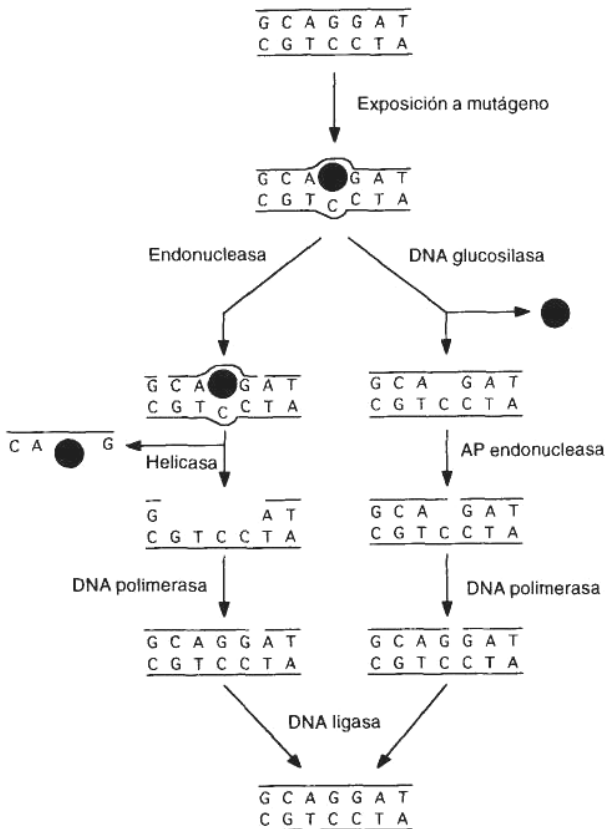 G C A G G A T
C G T C C T A
Exposición a mutágeno
G C A G A T
C G T C C T A
Endonucleasa
DNA glucosilasa
G C A G A T
C G T C C T A
G C A G A T
C G T C C T A
C A G
Helicasa
AP endonucleasa
G A T
C G T C C T A
G C A G A T
C G T C C T A
DNA polimerasa
DNA polimerasa
G C A G G A T
C G T C C T A
G C A G G A T
C G T C C T A
DNA ligasa
G C A G G A T
C G T C C T A